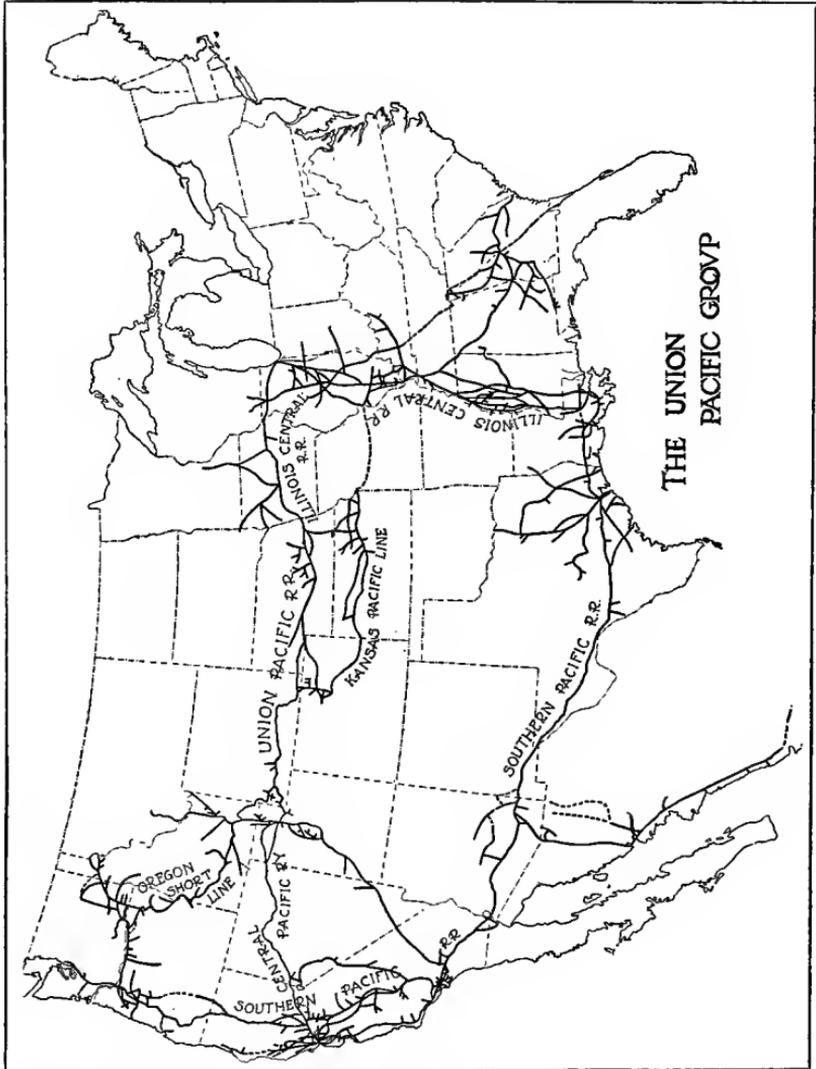 THE UNION
PACIFIC GROVP
ILLINOIS CENTRAL
R.R.
ILLINOIS CENTRAL R.R.
UNION PACIFIC R.R.
KANSAS PACIFIC LINE
SOUTHERN PACIFIC R.R.
OREGON
SHORT
LINE
CENTRAL
PACIFIC RY
SOUTHERN
PACIFIC
R.R.